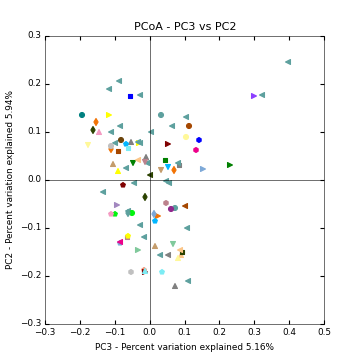 PCoA - PC3 vs PC2
0.3
0.2
0.1
0.0
−0.1
−0.2
−0.3
PC2 - Percent variation explained 5.94%
−0.3 −0.2 −0.1 0.0 0.1 0.2 0.3 0.4 0.5
PC3 - Percent variation explained 5.16%